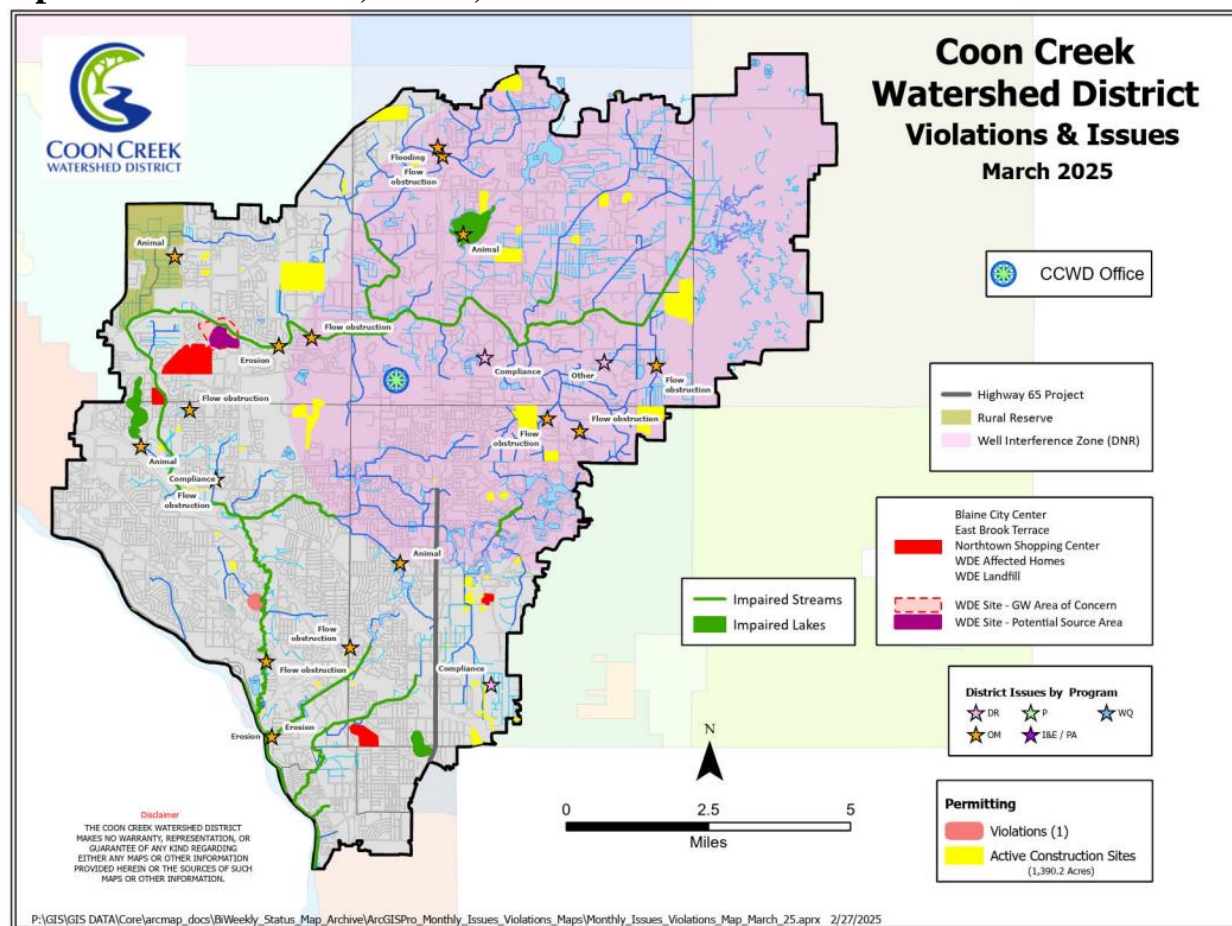 Coon Creek
Watershed District
Violations & Issues
March 2025
COON CREEK
WATERSHED DISTRICT
Flooding
Flow
obstruction
Animal
Animal
Flow obstruction
Erosion
Compliance
Other
Flow
obstruction
Flow obstruction
Flow obstruction
Flow
obstruction
Animal
Compliance
Flow
obstruction
Animal
Flow
obstruction
Flow obstruction
Compliance
Erosion
Erosion
CCWD Office
Highway 65 Project
Rural Reserve
Well Interference Zone (DNR)
Blaine City Center
East Brook Terrace
Northtown Shopping Center
WDE Affected Homes
WDE Landfill
WDE Site - GW Area of Concern
WDE Site - Potential Source Area
Impaired Streams
Impaired Lakes
District Issues by Program
DR P WQ
OM I&E / PA
N
0 2.5 5
Miles
Permitting
Violations (1)
Active Construction Sites
(1,390.2 Acres)
Disclaimer
THE COON CREEK WATERSHED DISTRICT
MAKES NO WARRANTY, REPRESENTATION, OR
GUARANTEE OF ANY KIND REGARDING
EITHER ANY MAPS OR OTHER INFORMATION
PROVIDED HEREIN OR THE SOURCES OF SUCH
MAPS OR OTHER INFORMATION.
P:\GIS\GIS DATA\Core\arcmap_docs\BiWeekly_Status_Map_Archive\ArcGISPro_Monthly_Issues_Violations_Maps\Monthly_Issues_Violations_Map_March_25.aprx 2/27/2025